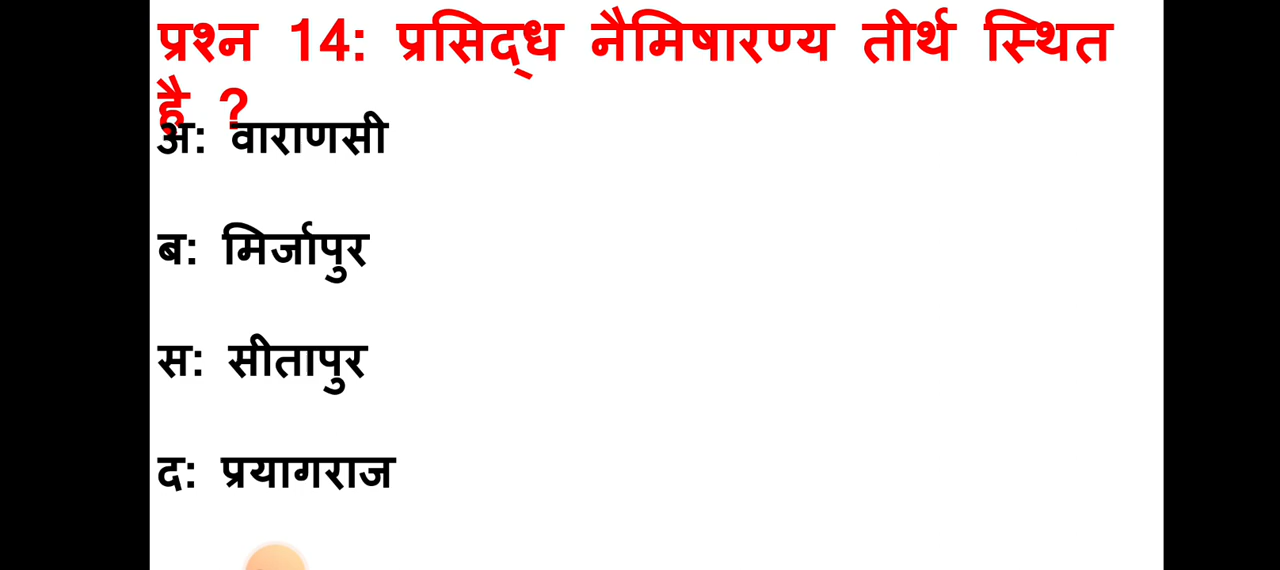 प्रश्न 14: प्रसिद्ध नैमिषारण्य तीर्थ स्थित
है ?
अ: वाराणसी
ब: मिर्जापुर
स: सीतापुर
द: प्रयागराज